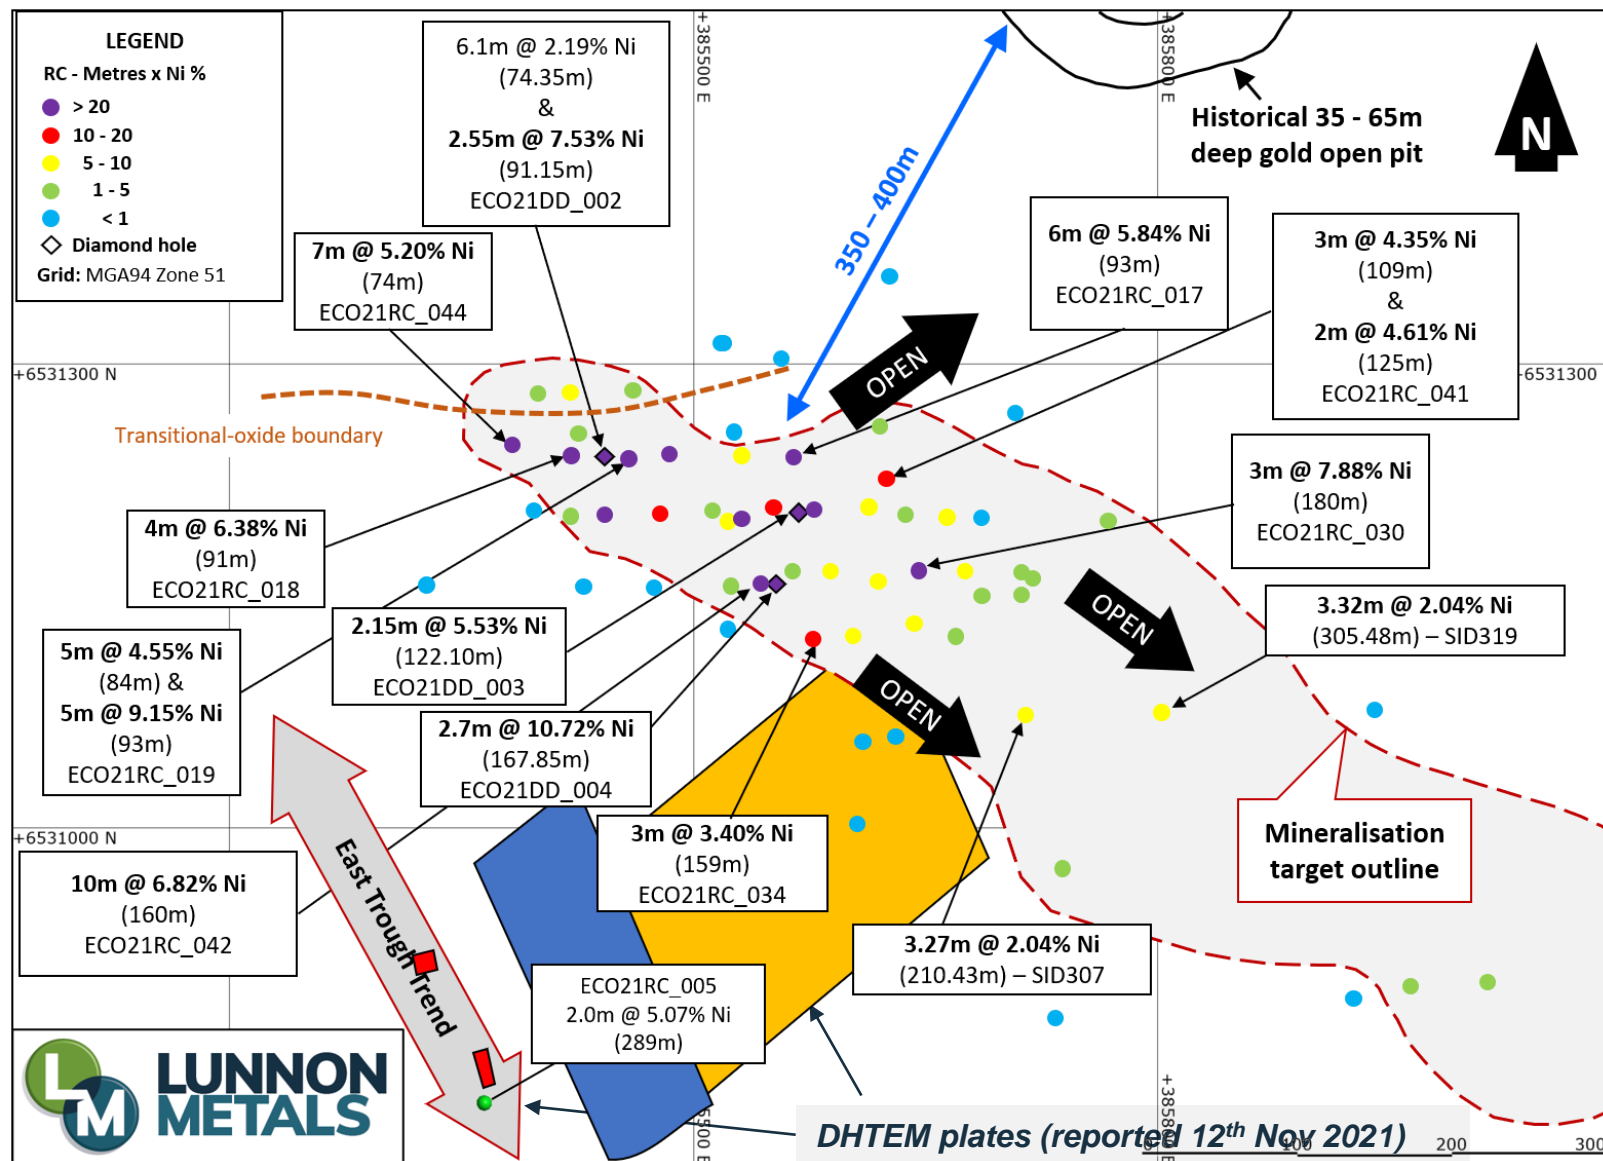 LEGEND
RC - Metres x Ni %
> 20
10 - 20
5 - 10
1 - 5
< 1
Diamond hole
Grid: MGA94 Zone 51
6.1m @ 2.19% Ni
(74.35m)
&
2.55m @ 7.53% Ni
(91.15m)
ECO21DD_002
7m @ 5.20% Ni
(74m)
ECO21RC_044
+385500 E
350 – 400m
+385800 E
Historical 35 - 65m
deep gold open pit
N
6m @ 5.84% Ni
(93m)
ECO21RC_017
3m @ 4.35% Ni
(109m)
&
2m @ 4.61% Ni
(125m)
ECO21RC_041
OPEN
+6531300 N
+6531300
Transitional-oxide boundary
3m @ 7.88% Ni
(180m)
ECO21RC_030
4m @ 6.38% Ni
(91m)
ECO21RC_018
2.15m @ 5.53% Ni
(122.10m)
ECO21DD_003
OPEN
3.32m @ 2.04% Ni
(305.48m) – SID319
5m @ 4.55% Ni
(84m) &
5m @ 9.15% Ni
(93m)
ECO21RC_019
OPEN
2.7m @ 10.72% Ni
(167.85m)
ECO21DD_004
+6531000 N
3m @ 3.40% Ni
(159m)
ECO21RC_034
Mineralisation
target outline
10m @ 6.82% Ni
(160m)
ECO21RC_042
East Trough Trend
3.27m @ 2.04% Ni
(210.43m) – SID307
ECO21RC_005
2.0m @ 5.07% Ni
(289m)
LM
LUNNON
METALS
5500 E
+385800 E
DHTEM plates (reported 12th Nov 2021)
0 100 200 300